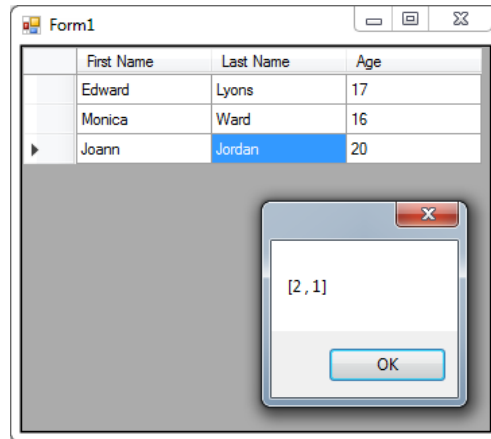 Form1
First Name Last Name Age
Edward Lyons 17
Monica Ward 16
Joann Jordan 20
[2 , 1]
OK